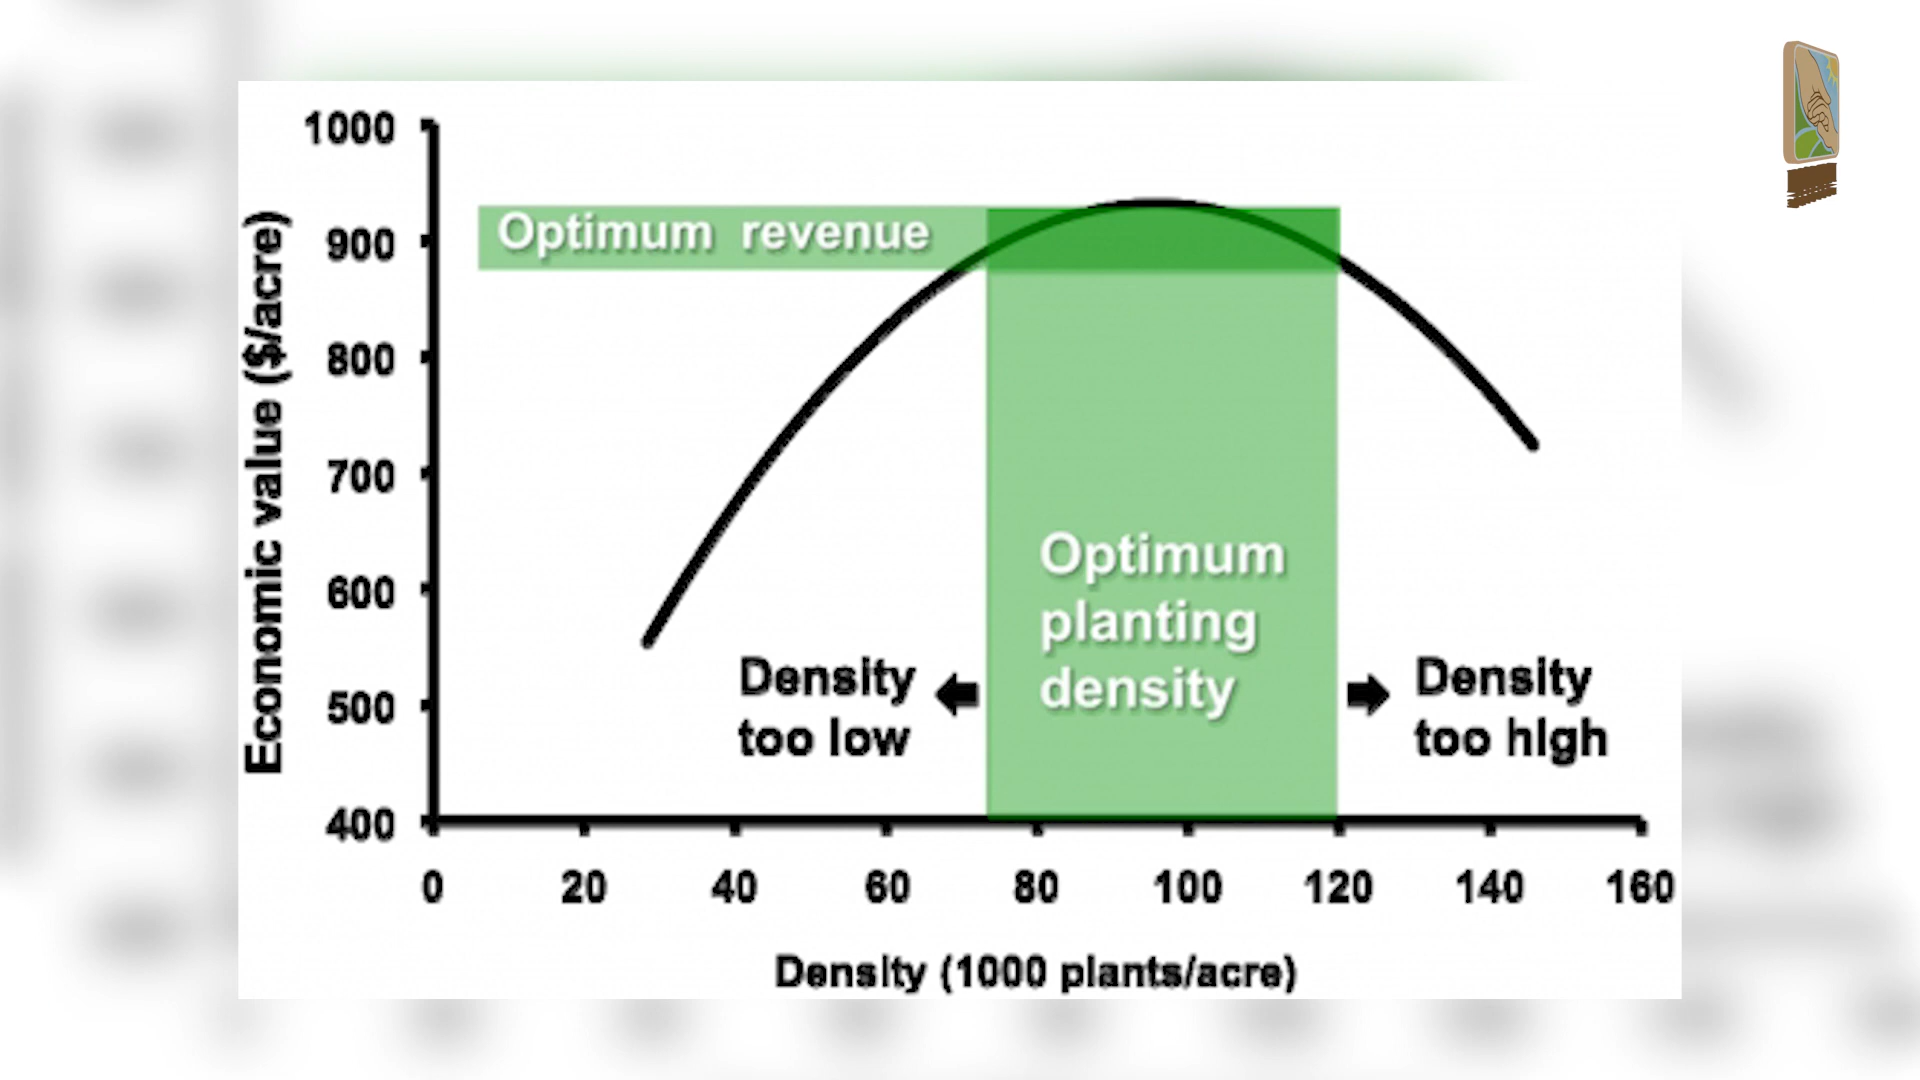 1000
900
800
700
600
500
400
Economic value ($/acre)
Optimum revenue
Optimum
planting
density
Density
too low
Density
too high
0 20 40 60 80 100 120 140 160
Density (1000 plants/acre)